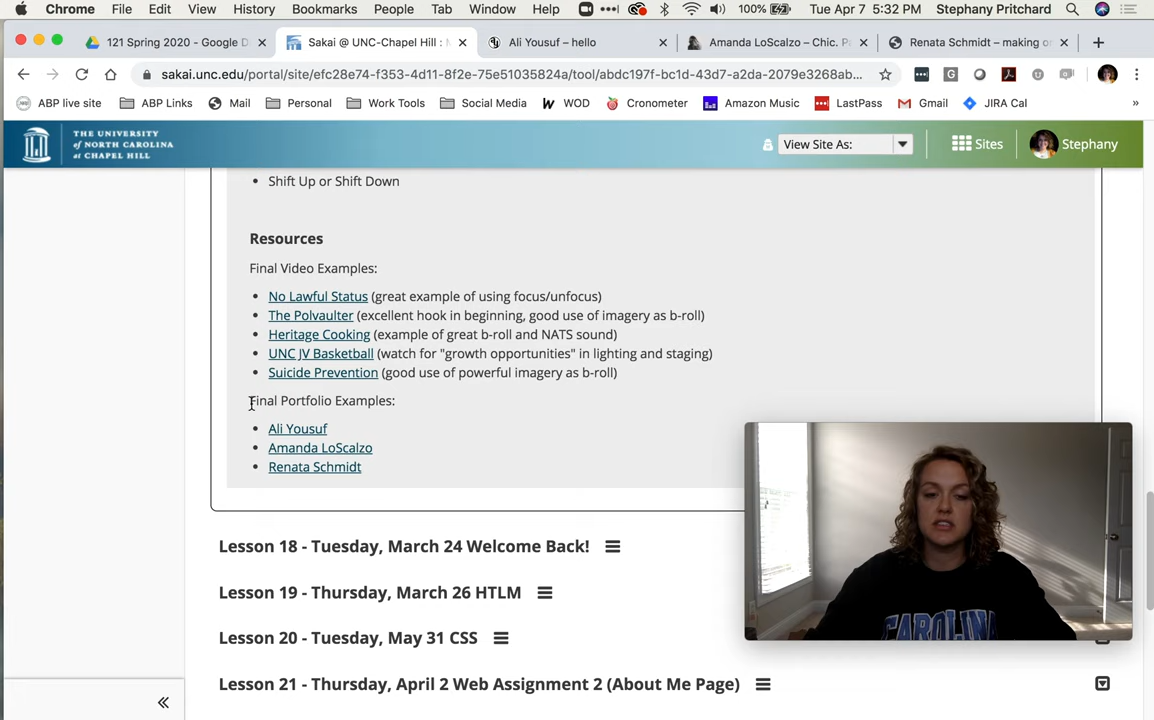 Chrome File Edit View History Bookmarks People Tab Window Help 100% Tue Apr 7 5:32 PM Stephany Pritchard
121 Spring 2020 - Google D Sakai @ UNC-Chapel Hill : M Ali Yousuf – hello Amanda LoScalzo – Chic. P Renata Schmidt – making o
sakai.unc.edu/portal/site/efc28e74-f353-4d11-8f2e-75e51035824a/tool/abdc197f-bc1d-43d7-a2da-2079e3268ab...
ABP live site ABP Links Mail Personal Work Tools Social Media WOD Cronometer Amazon Music LastPass Gmail JIRA Cal »
THE UNIVERSITY
of NORTH CAROLINA
at CHAPEL HILL
View Site As: Sites Stephany
• Shift Up or Shift Down
Resources
Final Video Examples:
• No Lawful Status (great example of using focus/unfocus)
• The Polvaulter (excellent hook in beginning, good use of imagery as b-roll)
• Heritage Cooking (example of great b-roll and NATS sound)
• UNC JV Basketball (watch for "growth opportunities" in lighting and staging)
• Suicide Prevention (good use of powerful imagery as b-roll)
Final Portfolio Examples:
• Ali Yousuf
• Amanda LoScalzo
• Renata Schmidt
Lesson 18 - Tuesday, March 24 Welcome Back!
Lesson 19 - Thursday, March 26 HTLM
Lesson 20 - Tuesday, May 31 CSS
Lesson 21 - Thursday, April 2 Web Assignment 2 (About Me Page)
CAROLINA
«